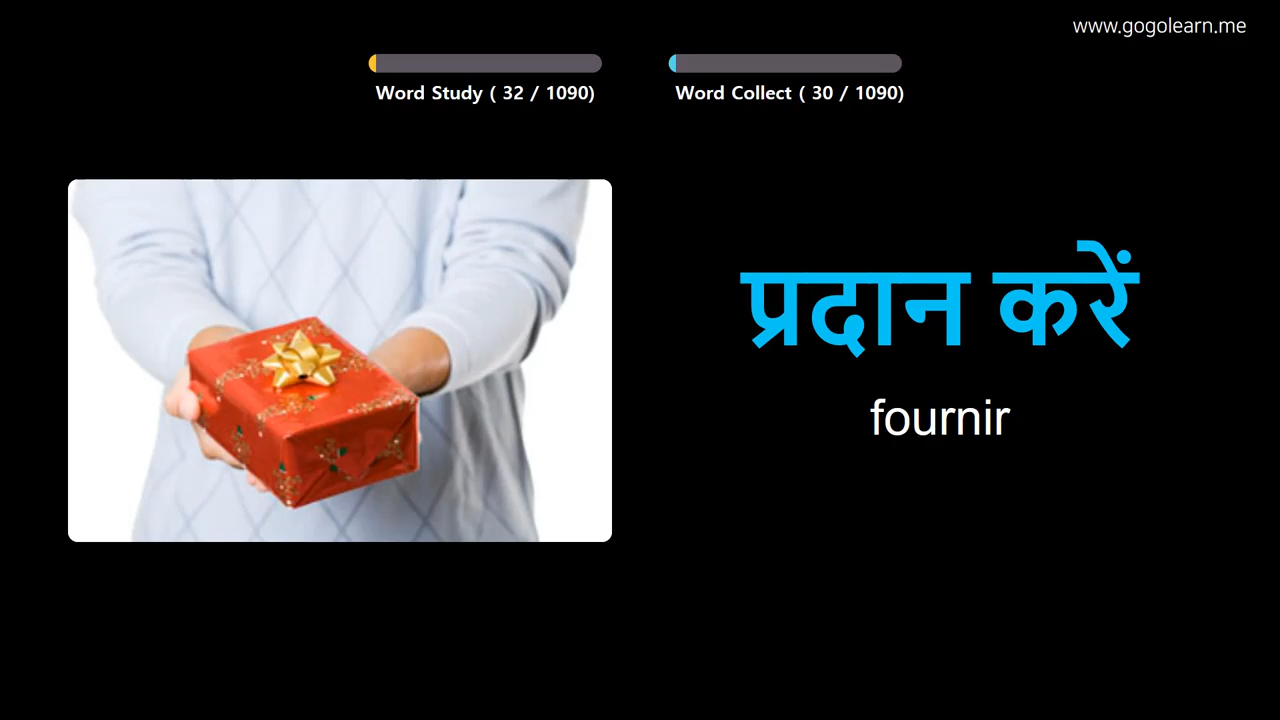 www.gogolearn.me
Word Study ( 32 / 1090)
Word Collect ( 30 / 1090)
प्रदान करें
fournir